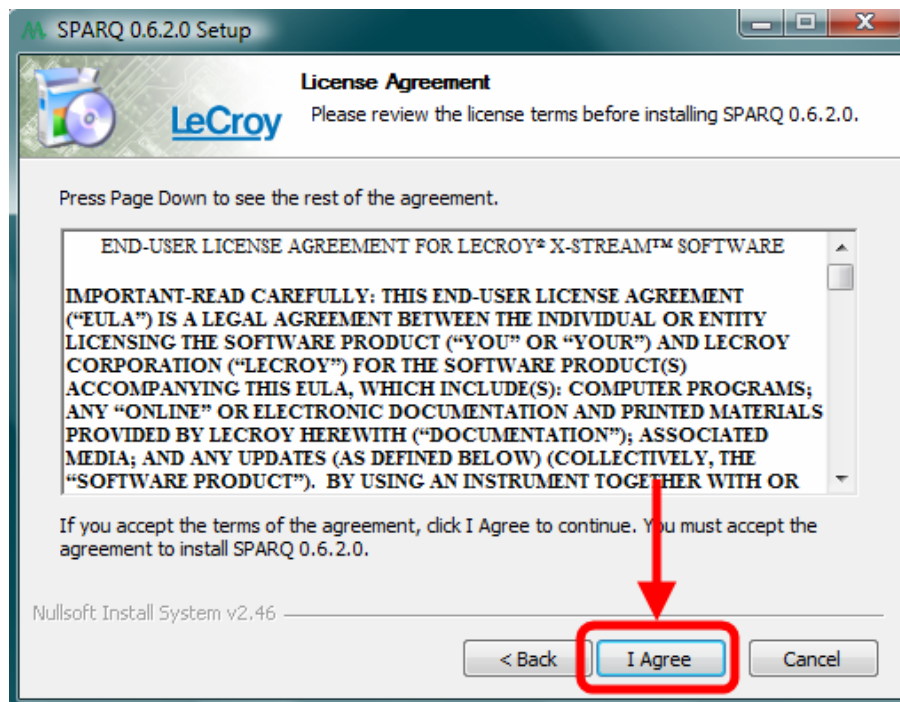 SPARQ 0.6.2.0 Setup
License Agreement
LeCroy
Please review the license terms before installing SPARQ 0.6.2.0.
Press Page Down to see the rest of the agreement.
END-USER LICENSE AGREEMENT FOR LECROY® X-STREAM™ SOFTWARE
IMPORTANT-READ CAREFULLY: THIS END-USER LICENSE AGREEMENT
(“EULA”) IS A LEGAL AGREEMENT BETWEEN THE INDIVIDUAL OR ENTITY
LICENSING THE SOFTWARE PRODUCT (“YOU” OR “YOUR”) AND LECROY
CORPORATION (“LECROY”) FOR THE SOFTWARE PRODUCT(S)
ACCOMPANYING THIS EULA, WHICH INCLUDE(S): COMPUTER PROGRAMS;
ANY “ONLINE” OR ELECTRONIC DOCUMENTATION AND PRINTED MATERIALS
PROVIDED BY LECROY HEREWITH (“DOCUMENTATION”); ASSOCIATED
MEDIA; AND ANY UPDATES (AS DEFINED BELOW) (COLLECTIVELY, THE
“SOFTWARE PRODUCT”). BY USING AN INSTRUMENT TOGETHER WITH OR
If you accept the terms of the agreement, click I Agree to continue. You must accept the
agreement to install SPARQ 0.6.2.0.
Nullsoft Install System v2.46
< Back
I Agree
Cancel